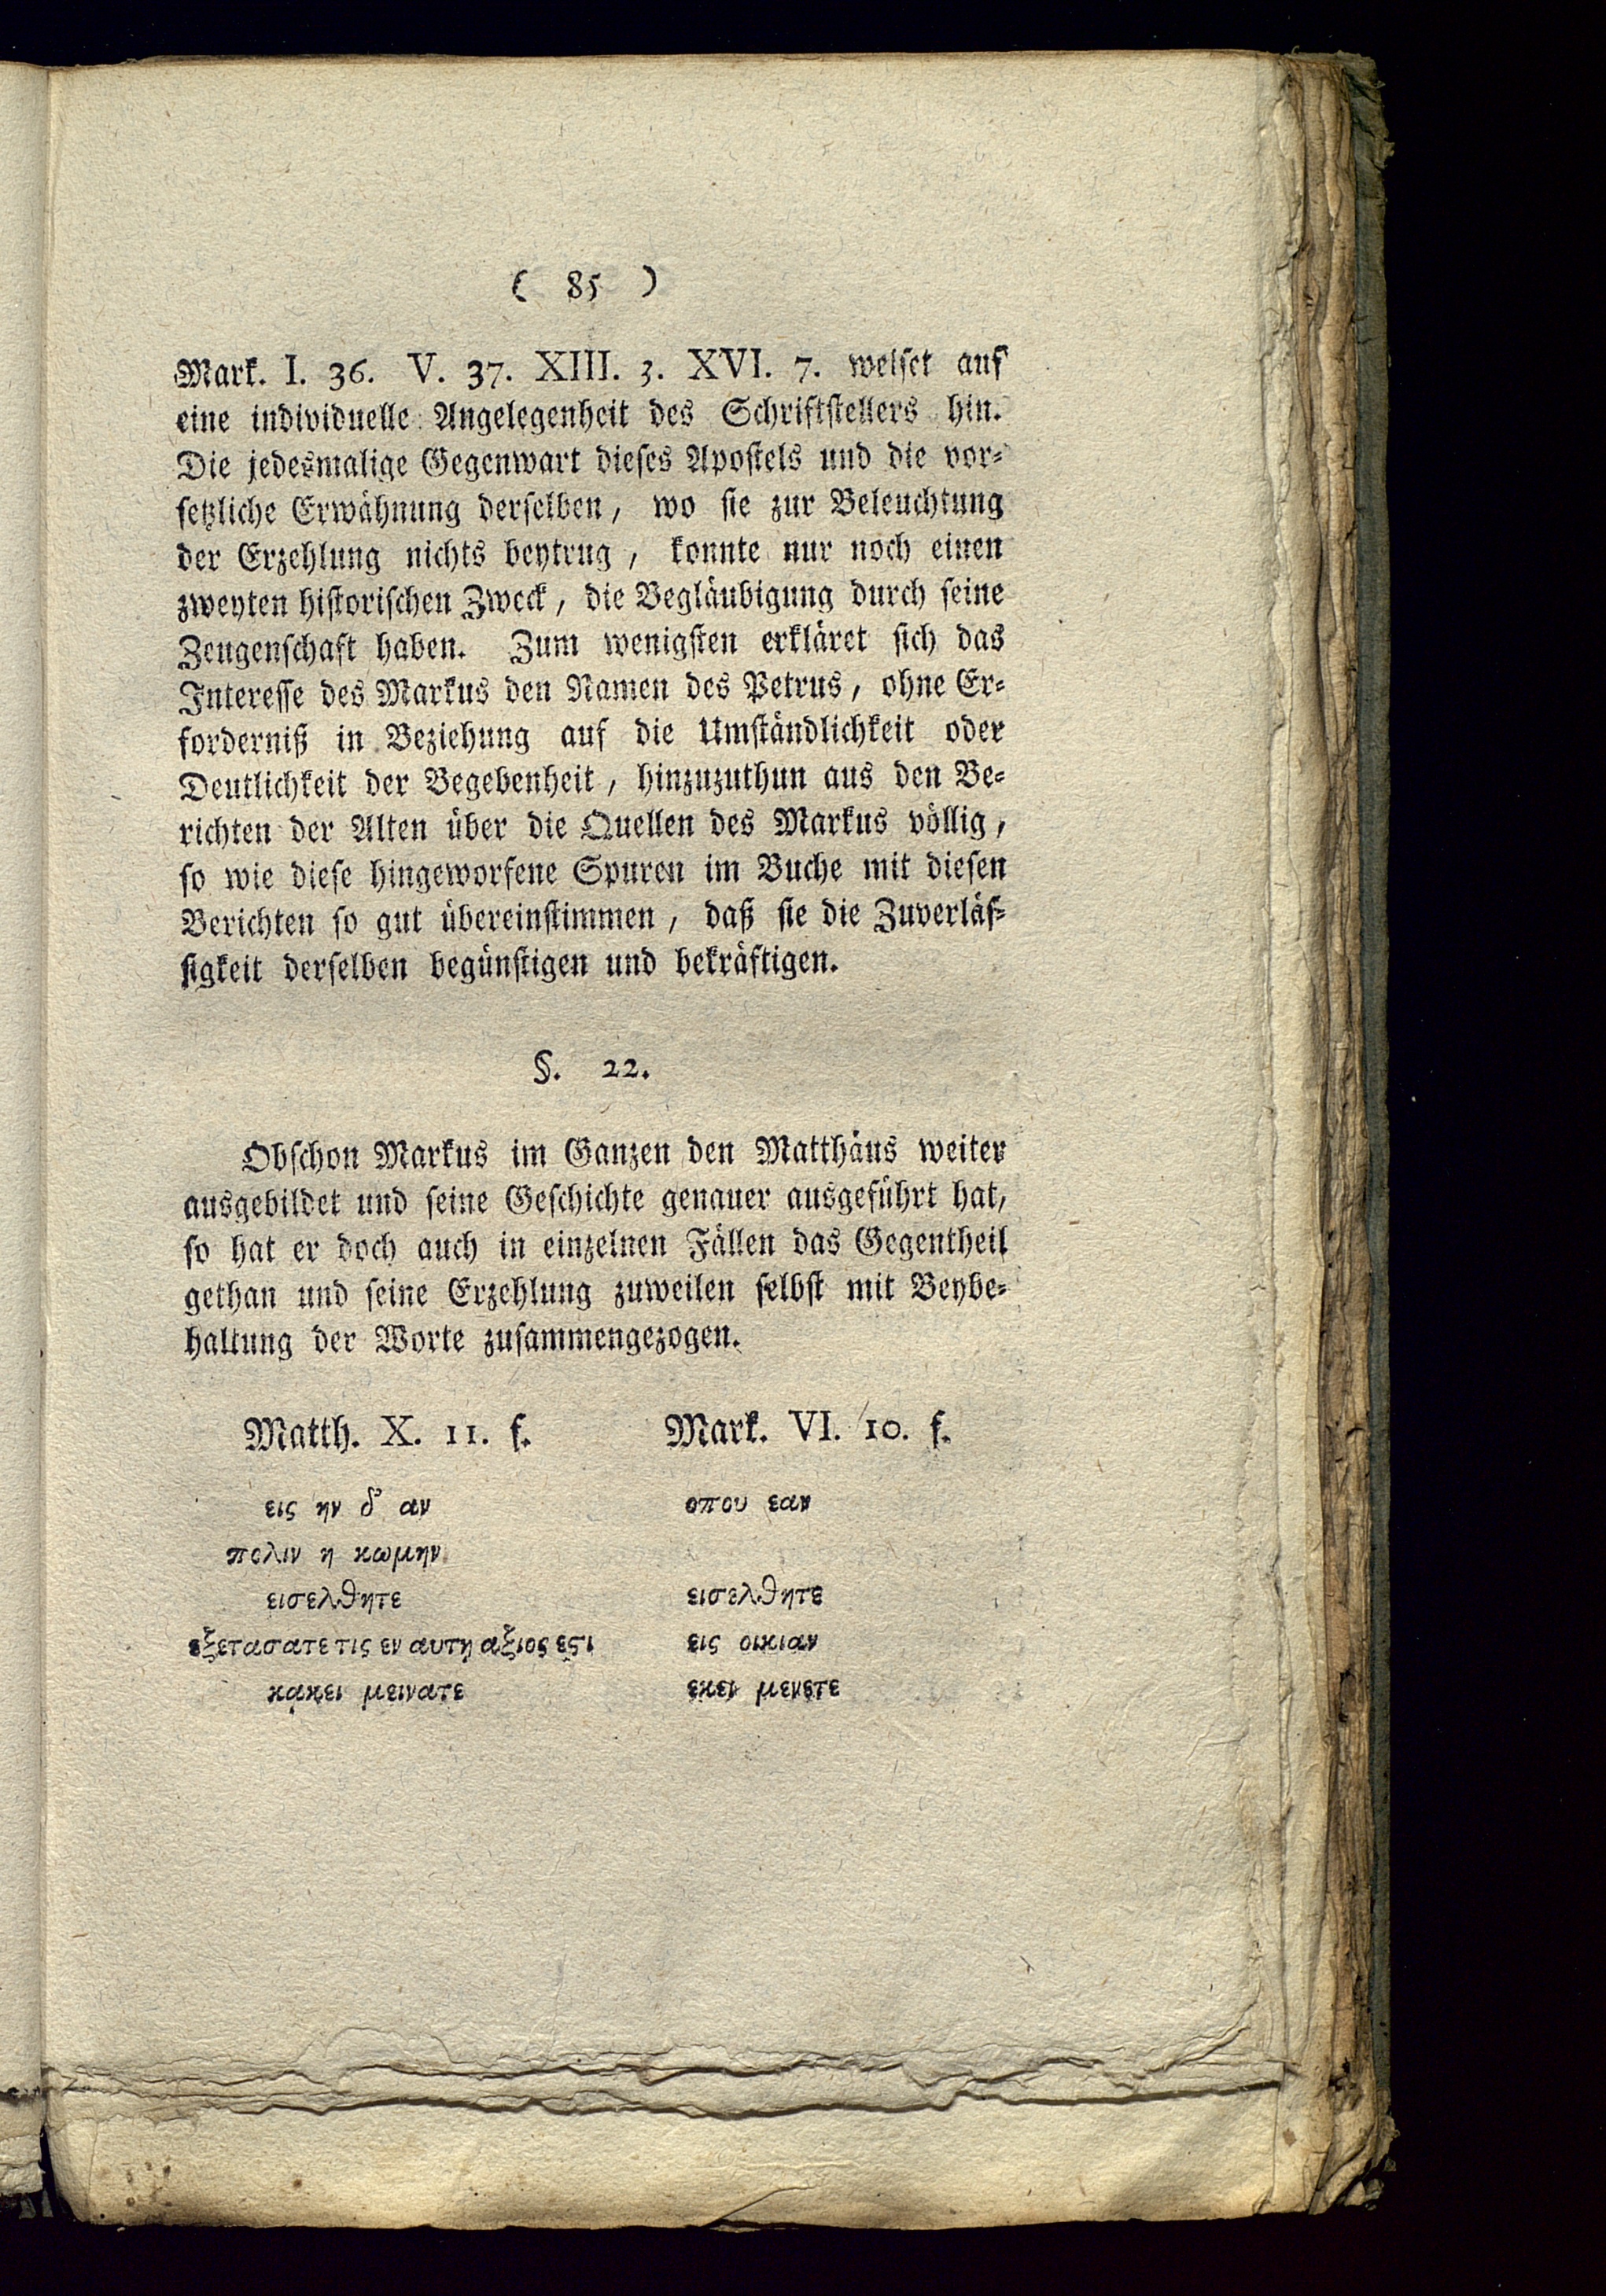 ( 85 )
Mark. I. 36. V. 37. XIII. 3. XVI. 7. weiset auf
eine individuelle Angelegenheit des Schriftstellers hin.
Die jedesmalige Gegenwart dieses Apostels und die vor-
setzliche Erwähnung derselben, wo sie zur Beleuchtung
der Erzehlung nichts beytrug, konnte nur noch einen
zweyten historischen Zweck, die Begläubigung durch seine
Zeugenschaft haben. Zum wenigsten erkläret sich das
Interesse des Markus den Namen des Petrus, ohne Er-
forderniß in Beziehung auf die Umständlichkeit oder
Deutlichkeit der Begebenheit, hinzuzuthun aus den Be-
richten der Alten über die Quellen des Markus völlig,
so wie diese hingeworfene Spuren im Buche mit diesen
Berichten so gut übereinstimmen, daß sie die Zuverläs-
sigkeit derselben begünstigen und bekräftigen.
§. 22.
Obschon Markus im Ganzen den Matthäus weiter
ausgebildet und seine Geschichte genauer ausgeführt hat,
so hat er doch auch in einzelnen Fällen das Gegentheil
gethan und seine Erzehlung zuweilen selbst mit Beybe-
haltung der Worte zusammengezogen.
Matth. X. 11. f. Mark. VI. 10. f.
εις ην δ' αν οπου εαν
πολιν η κωμην
εισελθητε εισελθητε
εξετασατε τις εν αυτη αξιος εϛι εις οικιαν
κακει μεινατε εκει μενετε